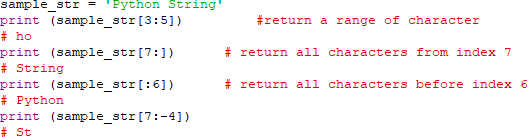 sample_str = 'Python String'
print (sample_str[3:5])          #return a range of character
# ho
print (sample_str[7:])      # return all characters from index 7
# String
print (sample_str[:6])      # return all characters before index 6
# Python
print (sample_str[7:-4])
# St